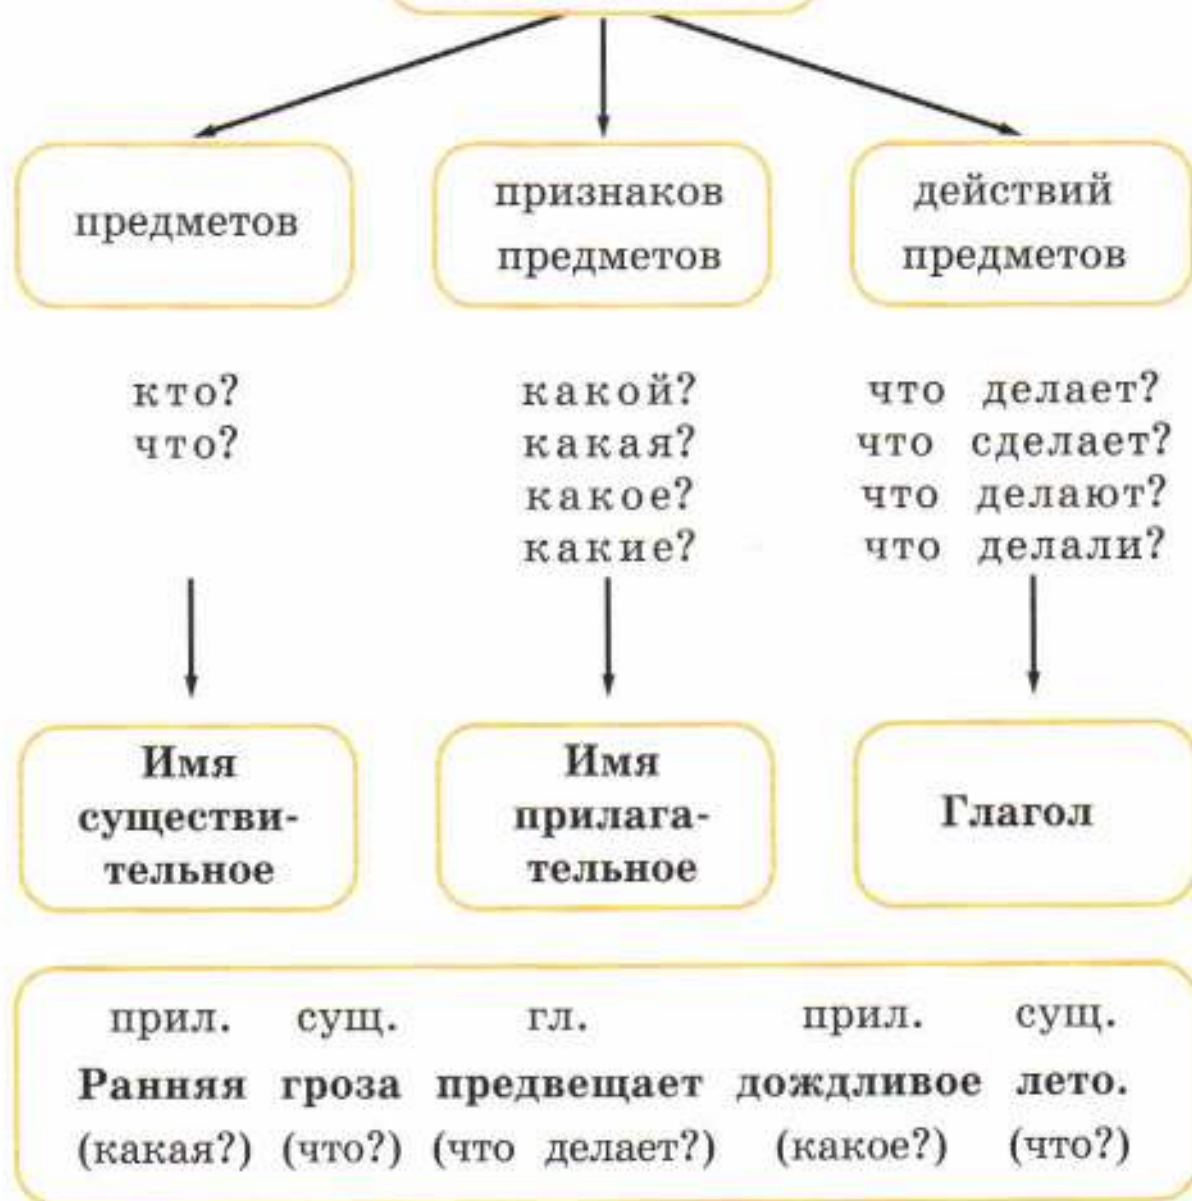 предметов
признаков
предметов
действий
предметов
кто?
что?
какой?
какая?
какое?
какие?
что делает?
что сделает?
что делают?
что делали?
Имя
существи-
тельное
Имя
прилага-
тельное
Глагол
прил. сущ. гл. прил. сущ.
Ранняя гроза предвещает дождливое лето.
(какая?) (что?) (что делает?) (какое?) (что?)